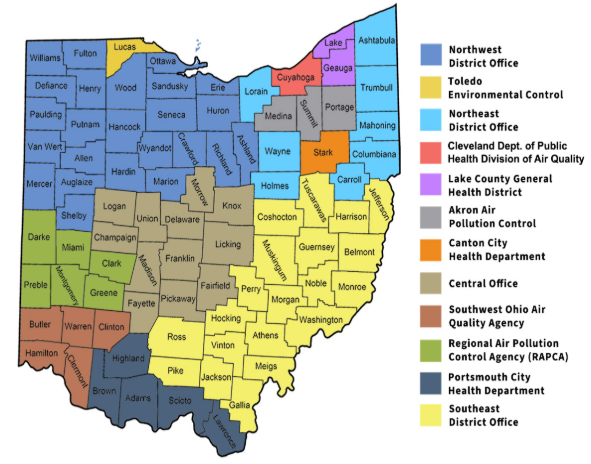 Williams
Fulton
Lucas
Ottawa
Lake
Ashtabula
Geauga
Cuyahoga
Defiance
Henry
Wood
Sandusky
Erie
Lorain
Trumbull
Paulding
Putnam
Hancock
Seneca
Huron
Medina
Summit
Portage
Mahoning
Van Wert
Allen
Wyandot
Crawford
Richland
Ashland
Wayne
Stark
Columbiana
Mercer
Auglaize
Hardin
Marion
Morrow
Holmes
Tuscarawas
Carroll
Jefferson
Shelby
Logan
Union
Delaware
Knox
Coshocton
Harrison
Darke
Miami
Champaign
Licking
Muskingum
Guernsey
Belmont
Clark
Madison
Franklin
Preble
Montgomery
Greene
Fayette
Pickaway
Fairfield
Perry
Morgan
Noble
Monroe
Butler
Warren
Clinton
Ross
Hocking
Washington
Hamilton
Clermont
Highland
Vinton
Athens
Brown
Adams
Pike
Jackson
Meigs
Scioto
Gallia
Lawrence
Northwest
District Office
Toledo
Environmental Control
Northeast
District Office
Cleveland Dept. of Public
Health Division of Air Quality
Lake County General
Health District
Akron Air
Pollution Control
Canton City
Health Department
Central Office
Southwest Ohio Air
Quality Agency
Regional Air Pollution
Control Agency (RAPCA)
Portsmouth City
Health Department
Southeast
District Office